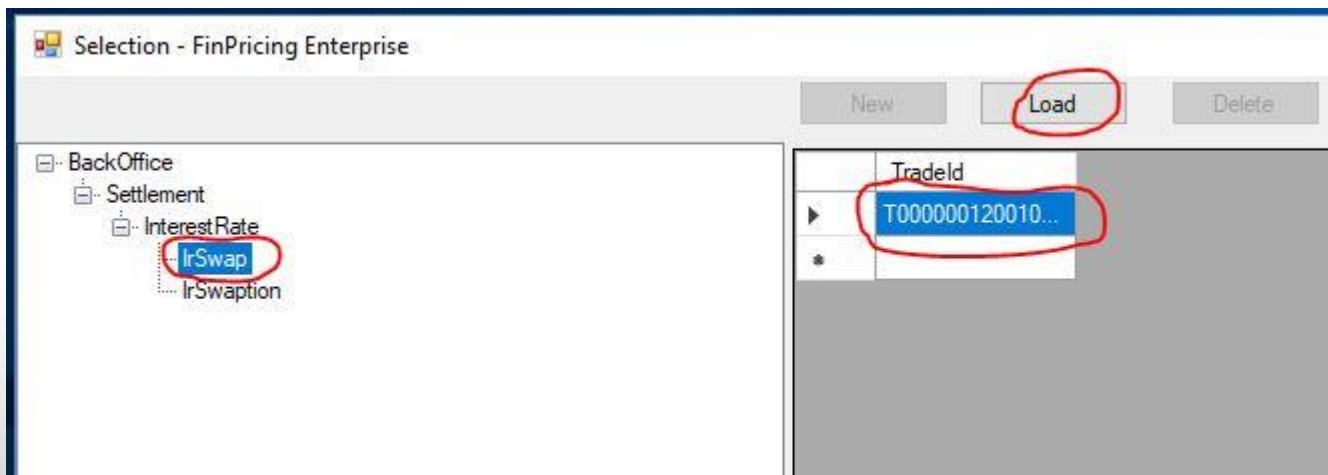 Selection - FinPricing Enterprise
New Load Delete
BackOffice
Settlement
InterestRate
IrSwap
IrSwaption
TradeId
T000000120010...